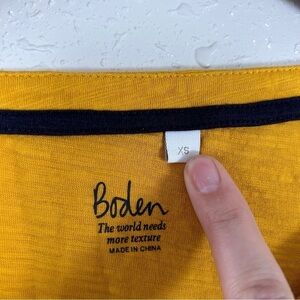 XS
Boden
The world needs
more texture
MADE IN CHINA